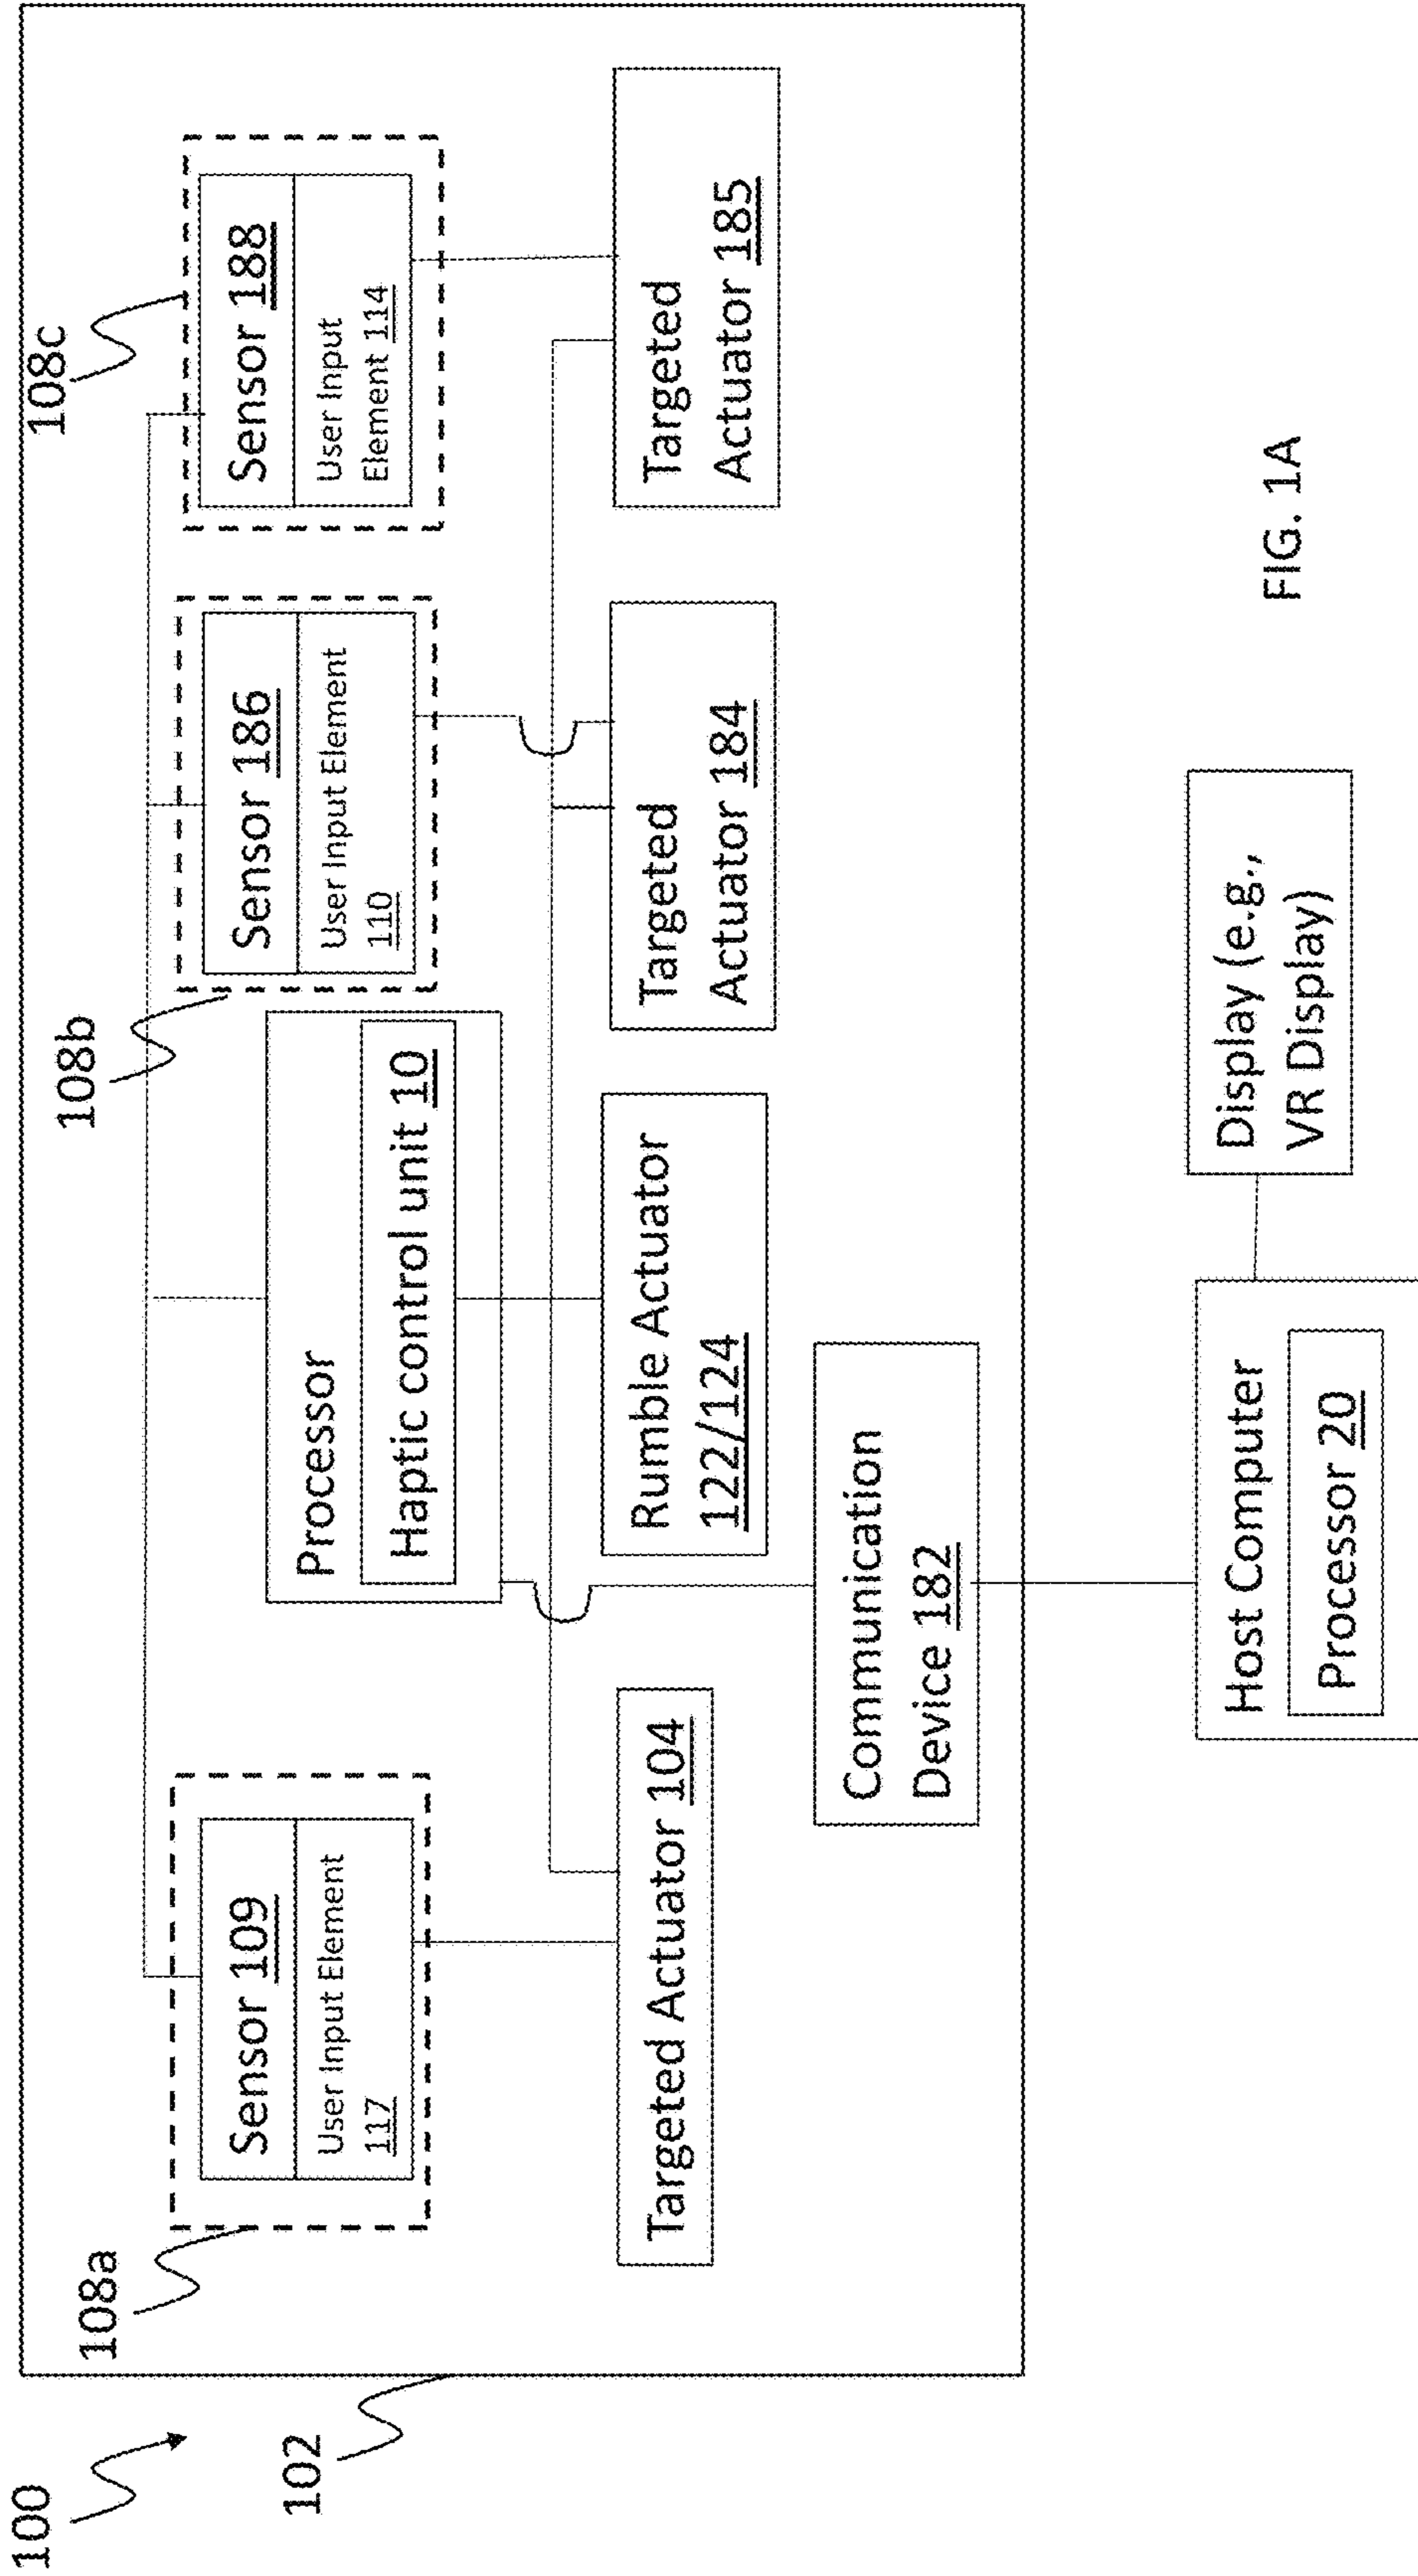 100
102
108a
108b
108c
Sensor 109
User Input Element
117
Processor
Haptic control unit 10
Sensor 186
User Input Element
110
Sensor 188
User Input
Element 114
Targeted Actuator 104
Rumble Actuator
122/124
Targeted
Actuator 184
Targeted
Actuator 185
Communication
Device 182
Host Computer
Processor 20
Display (e.g.,
VR Display)
FIG. 1A